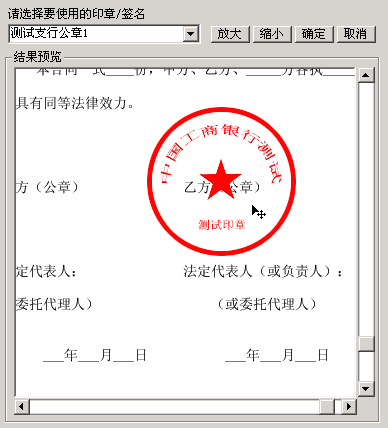 请选择要使用的印章/签名
测试支行公章1 放大 缩小 确定 取消
结果预览
本合同一式____份，甲方、乙方、____方各执____
具有同等法律效力。
中国工商银行测试
方（公章） 乙方（公章）
测试印章
定代表人： 法定代表人（或负责人）：
委托代理人） （或委托代理人）
___年___月___日 ___年___月___日